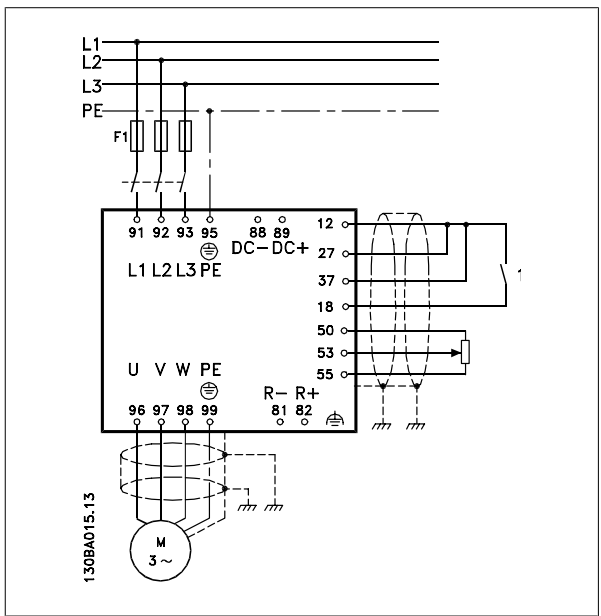 L1
L2
L3
PE
F1
91 92 93 95 88 89 12
DC- DC+
27
L1 L2 L3 PE
37
18
50
53
U V W PE
55
R- R+
96 97 98 99 81 82
M
3 ~
130BA015.13